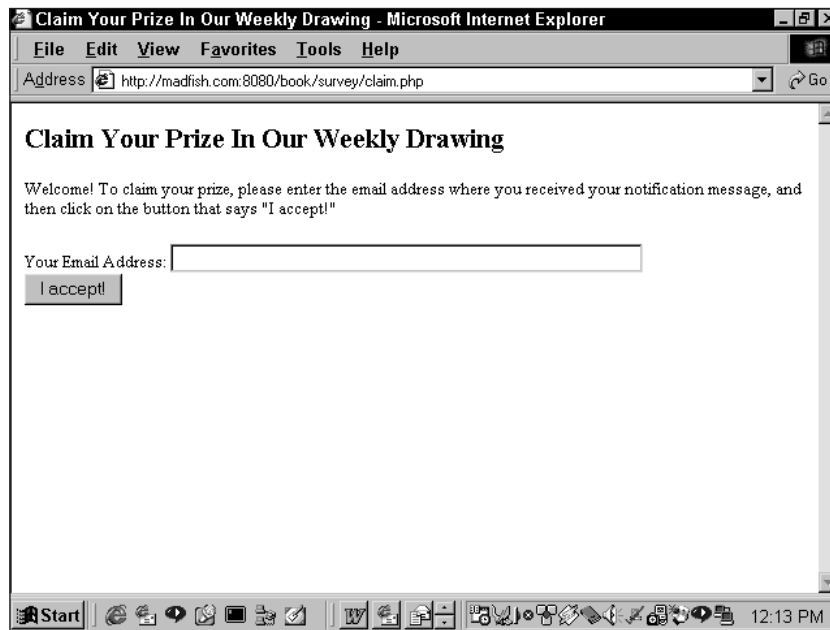 Claim Your Prize In Our Weekly Drawing - Microsoft Internet Explorer
File Edit View Favorites Tools Help
Address http://madfish.com:8080/book/survey/claim.php Go
Claim Your Prize In Our Weekly Drawing
Welcome! To claim your prize, please enter the email address where you received your notification message, and
then click on the button that says "I accept!"
Your Email Address:
I accept!
Start 12:13 PM